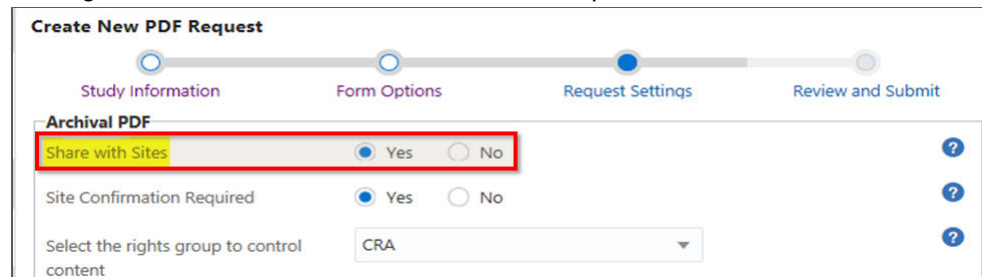 Create New PDF Request
Study Information Form Options Request Settings Review and Submit
Archival PDF
Share with Sites Yes No ?
Site Confirmation Required Yes No ?
Select the rights group to control CRA ?
content